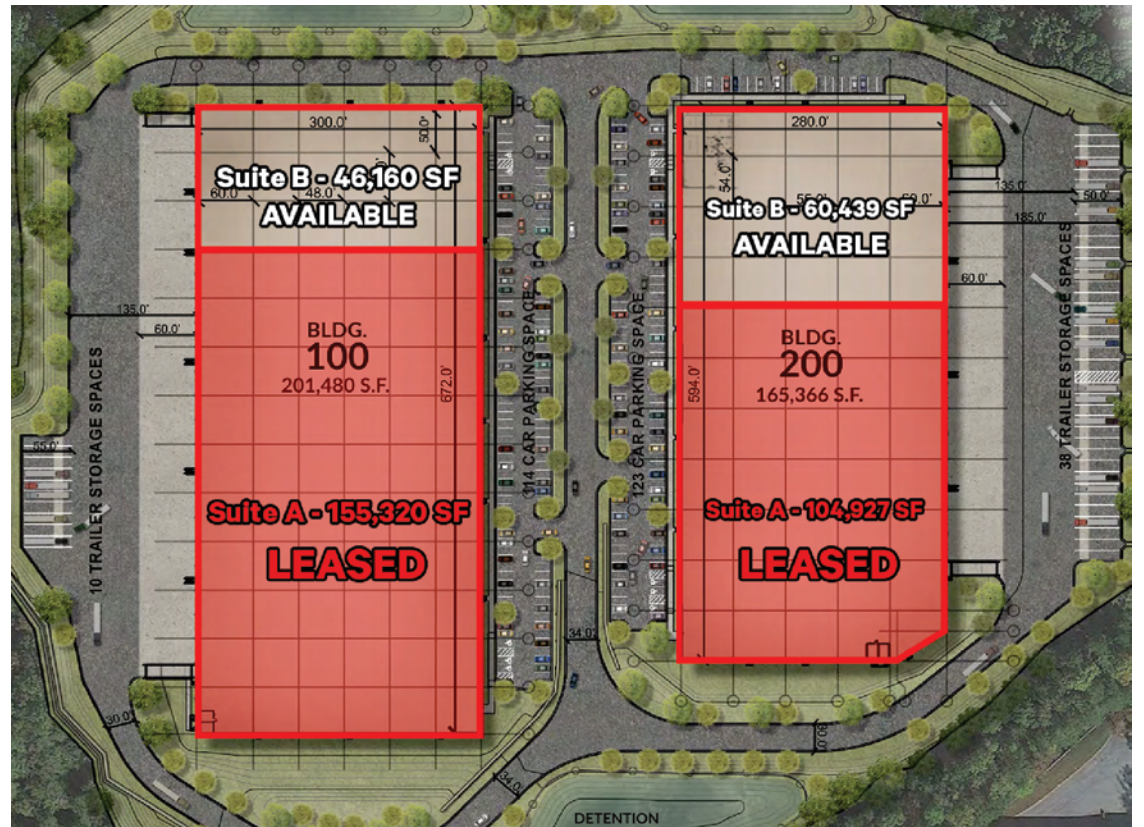 300.0'
50.0'
Suite B - 46,160 SF
60.0'
48.0'
AVAILABLE
280.0'
54.0'
Suite B - 60,439 SF
AVAILABLE
135.0'
50.0'
185.0'
60.0'
135.0'
60.0'
BLDG.
100
201,480 S.F.
672.0'
BLDG.
200
165,366 S.F.
594.0'
10 TRAILER STORAGE SPACES
114 CAR PARKING SPACE
123 CAR PARKING SPACE
38 TRAILER STORAGE SPACES
55.0'
Suite A - 155,320 SF
LEASED
Suite A - 104,927 SF
LEASED
34.0'
30.0'
30.0'
34.0'
DETENTION